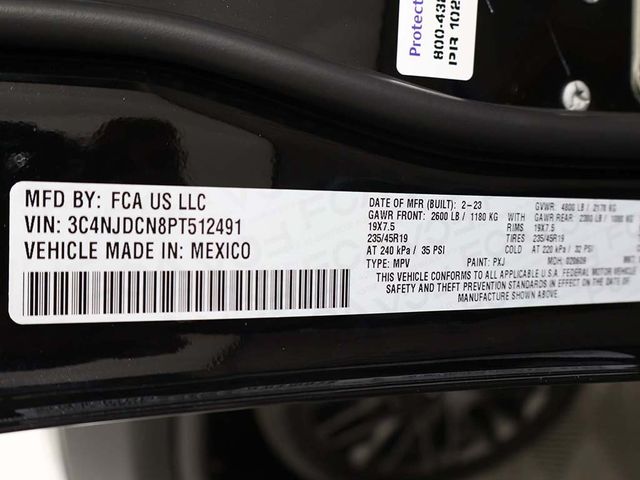 Protect
800-438
PR 102
MFD BY: FCA US LLC
VIN: 3C4NJDCN8PT512491
VEHICLE MADE IN: MEXICO
DATE OF MFR (BUILT): 2-23 GVWR: 4800 LB / 2178 KG
GAWR FRONT: 2600 LB / 1180 KG WITH GAWR REAR: 2380 LB / 1080 KG
19X7.5 RIMS 19X7.5
235/45R19 TIRES 235/45R19
AT 240 kPa / 35 PSI COLD AT 220 kPa / 32 PSI
TYPE: MPV PAINT: PXJ MDH: 020609
THIS VEHICLE CONFORMS TO ALL APPLICABLE U.S.A. FEDERAL MOTOR VEHICLE
SAFETY AND THEFT PREVENTION STANDARDS IN EFFECT ON THE DATE OF
MANUFACTURE SHOWN ABOVE.